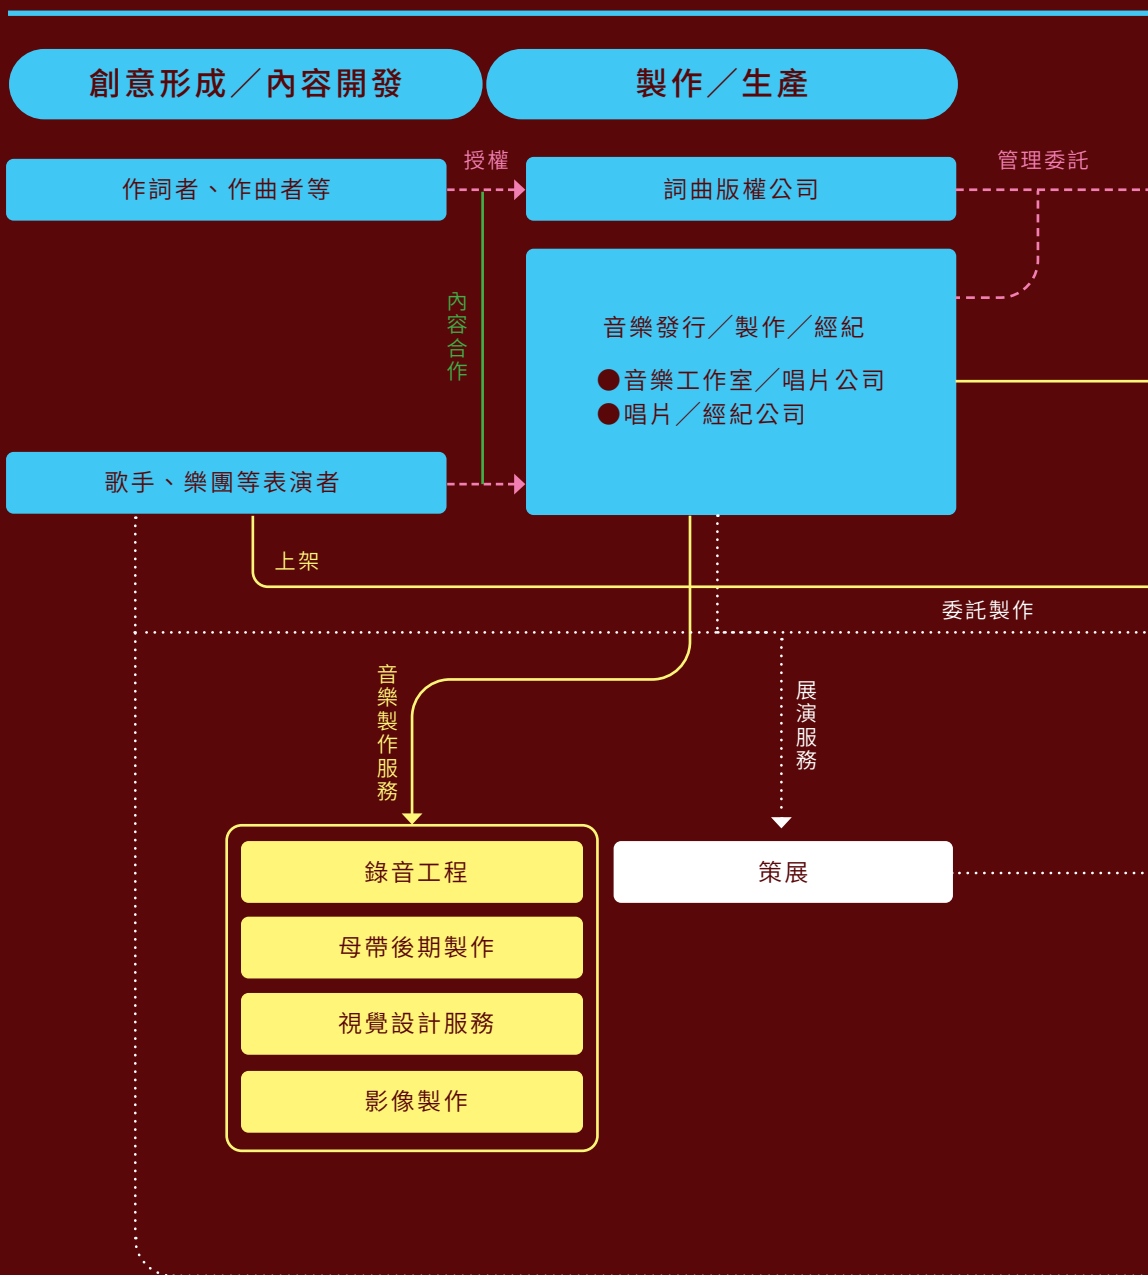 創意形成／內容開發
製作／生產
授權
管理委託
作詞者、作曲者等
詞曲版權公司
內容合作
音樂發行／製作／經紀
●音樂工作室／唱片公司
●唱片／經紀公司
歌手、樂團等表演者
上架
委託製作
音樂製作服務
展演服務
錄音工程
策展
母帶後期製作
視覺設計服務
影像製作